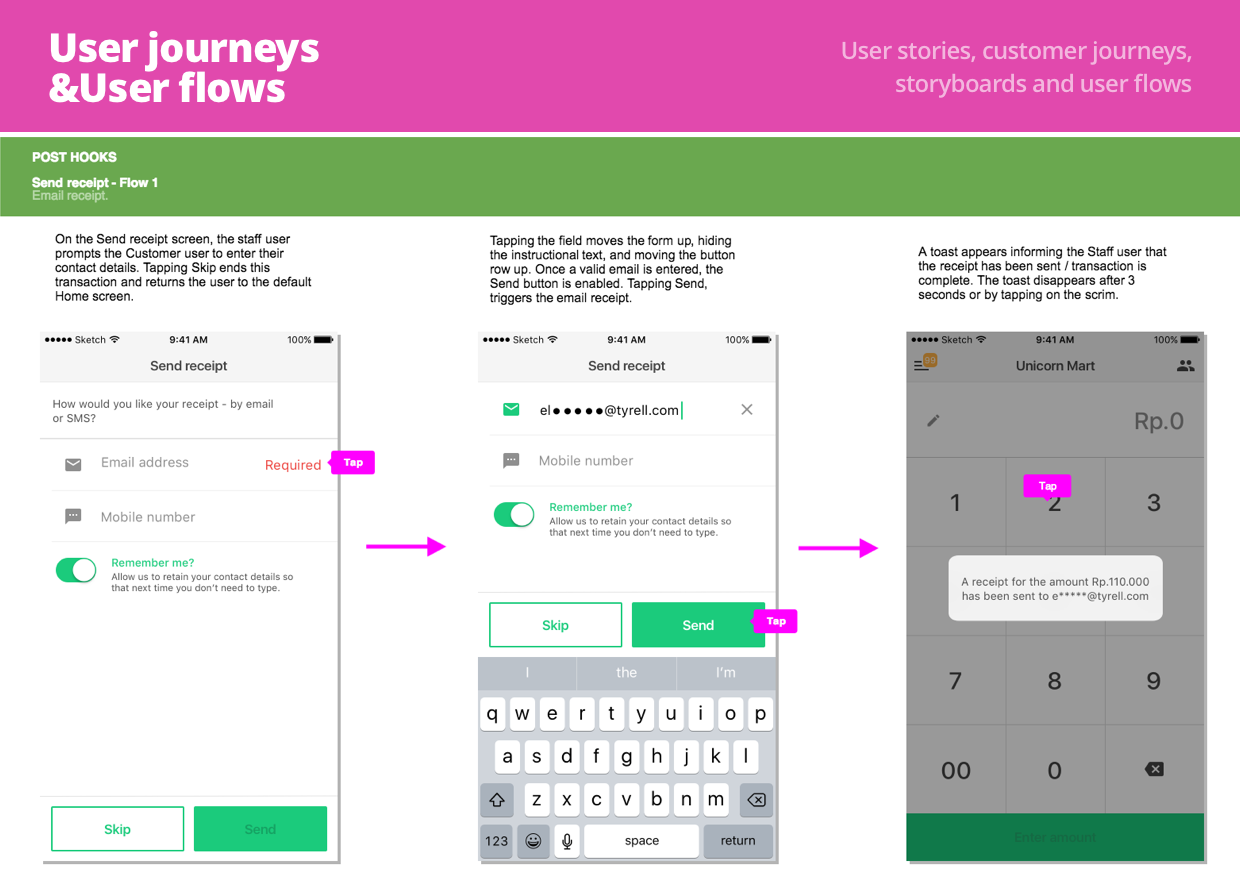 User journeys
&User flows
User stories, customer journeys,
storyboards and user flows
POST HOOKS
Send receipt - Flow 1
Email receipt.
On the Send receipt screen, the staff user
prompts the Customer user to enter their
contact details. Tapping Skip ends this
transaction and returns the user to the default
Home screen.
Tapping the field moves the form up, hiding
the instructional text, and moving the button
row up. Once a valid email is entered, the
Send button is enabled. Tapping Send,
triggers the email receipt.
A toast appears informing the Staff user that
the receipt has been sent / transaction is
complete. The toast disappears after 3
seconds or by tapping on the scrim.
●●●●● Sketch 9:41 AM 100%
Send receipt
How would you like your receipt - by email
or SMS?
Email address Required
Tap
Mobile number
Remember me?
Allow us to retain your contact details so
that next time you don't need to type.
Skip Send
●●●●● Sketch 9:41 AM 100%
Send receipt
el●●●●●@tyrell.com
Mobile number
Remember me?
Allow us to retain your contact details so
that next time you don't need to type.
Skip Send
Tap
I the I'm
q w e r t y u i o p
a s d f g h j k l
z x c v b n m
123 space return
●●●●● Sketch 9:41 AM 100%
99
Unicorn Mart
Rp.0
Tap
1 2 3
A receipt for the amount Rp.110.000
has been sent to e*****@tyrell.com
7 8 9
00 0
Enter amount